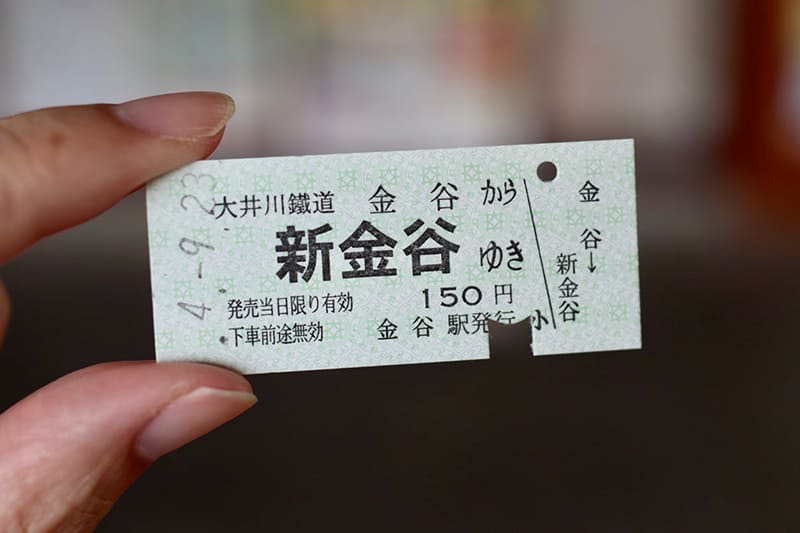 4-9.23
大井川鐵道 金谷から
新金谷ゆき
発売当日限り有効 150円
下車前途無効 金谷駅発行
小
金谷→新金谷